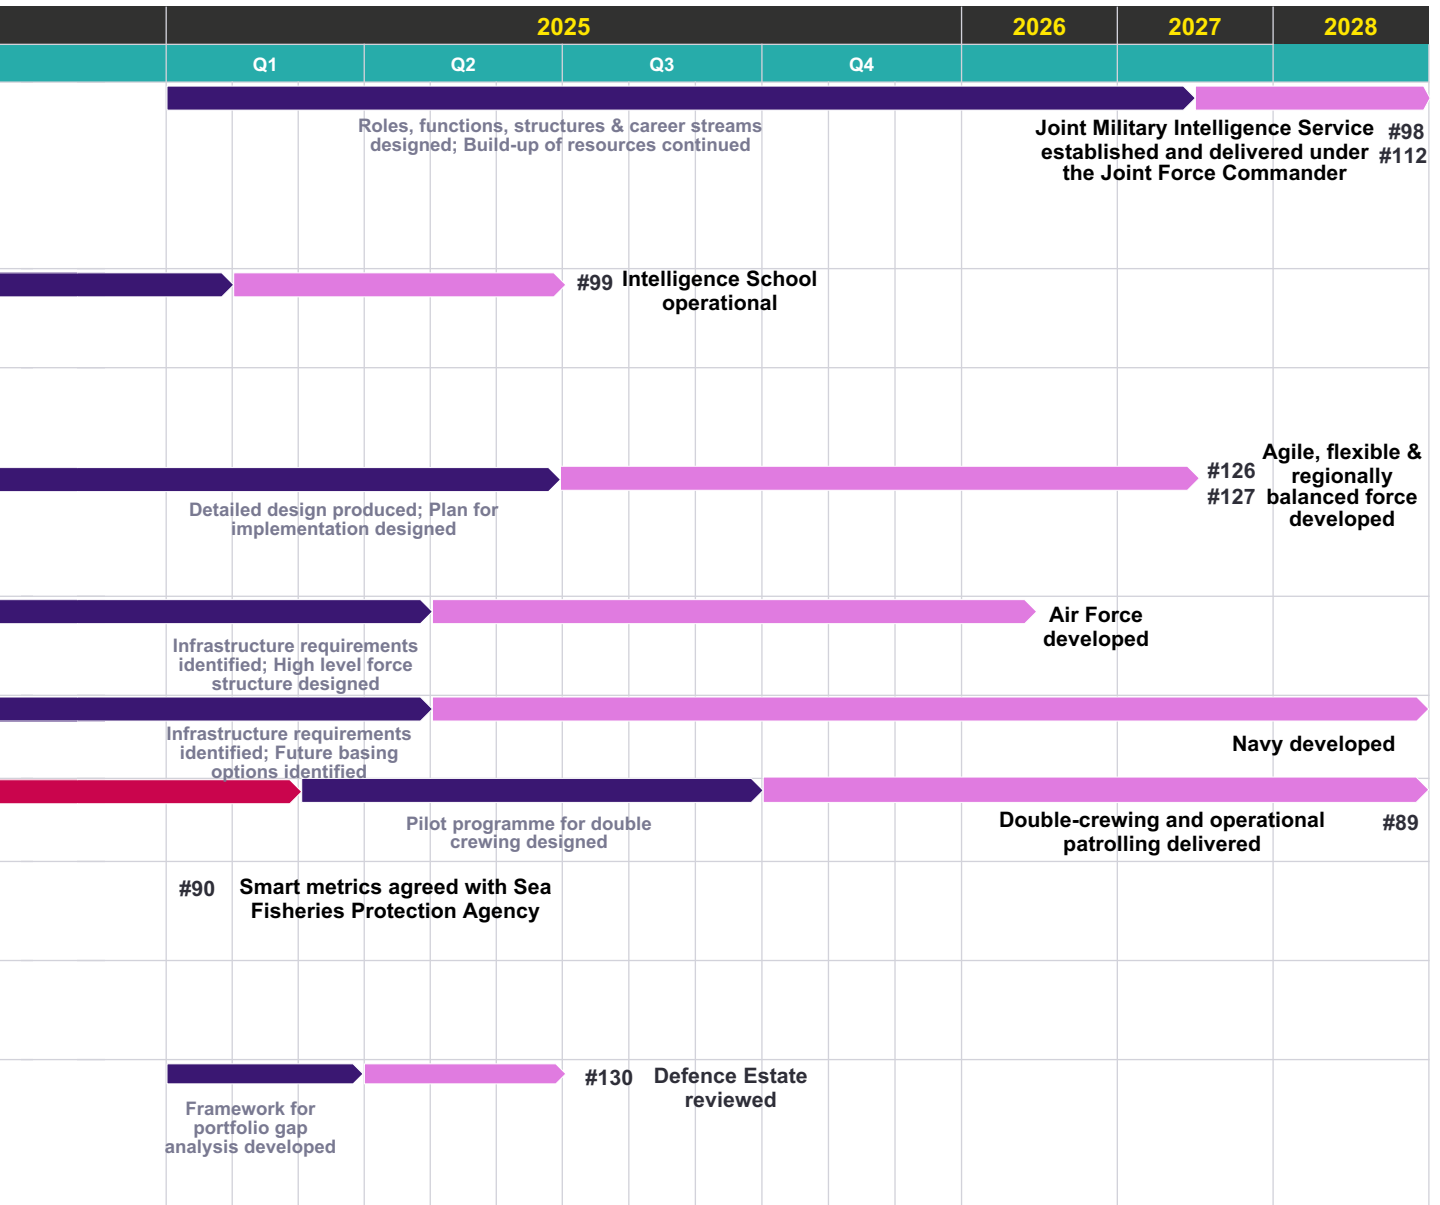 2025 2026 2027 2028
Q1 Q2 Q3 Q4
Roles, functions, structures & career streams
designed; Build-up of resources continued
Joint Military Intelligence Service
established and delivered under
the Joint Force Commander
#98
#112
#99
Intelligence School
operational
Detailed design produced; Plan for
implementation designed
#126
#127
Agile, flexible &
regionally
balanced force
developed
Infrastructure requirements
identified; High level force
structure designed
Air Force
developed
Infrastructure requirements
identified; Future basing
options identified
Navy developed
Pilot programme for double
crewing designed
Double-crewing and operational
patrolling delivered
#89
#90
Smart metrics agreed with Sea
Fisheries Protection Agency
Framework for
portfolio gap
analysis developed
#130
Defence Estate
reviewed